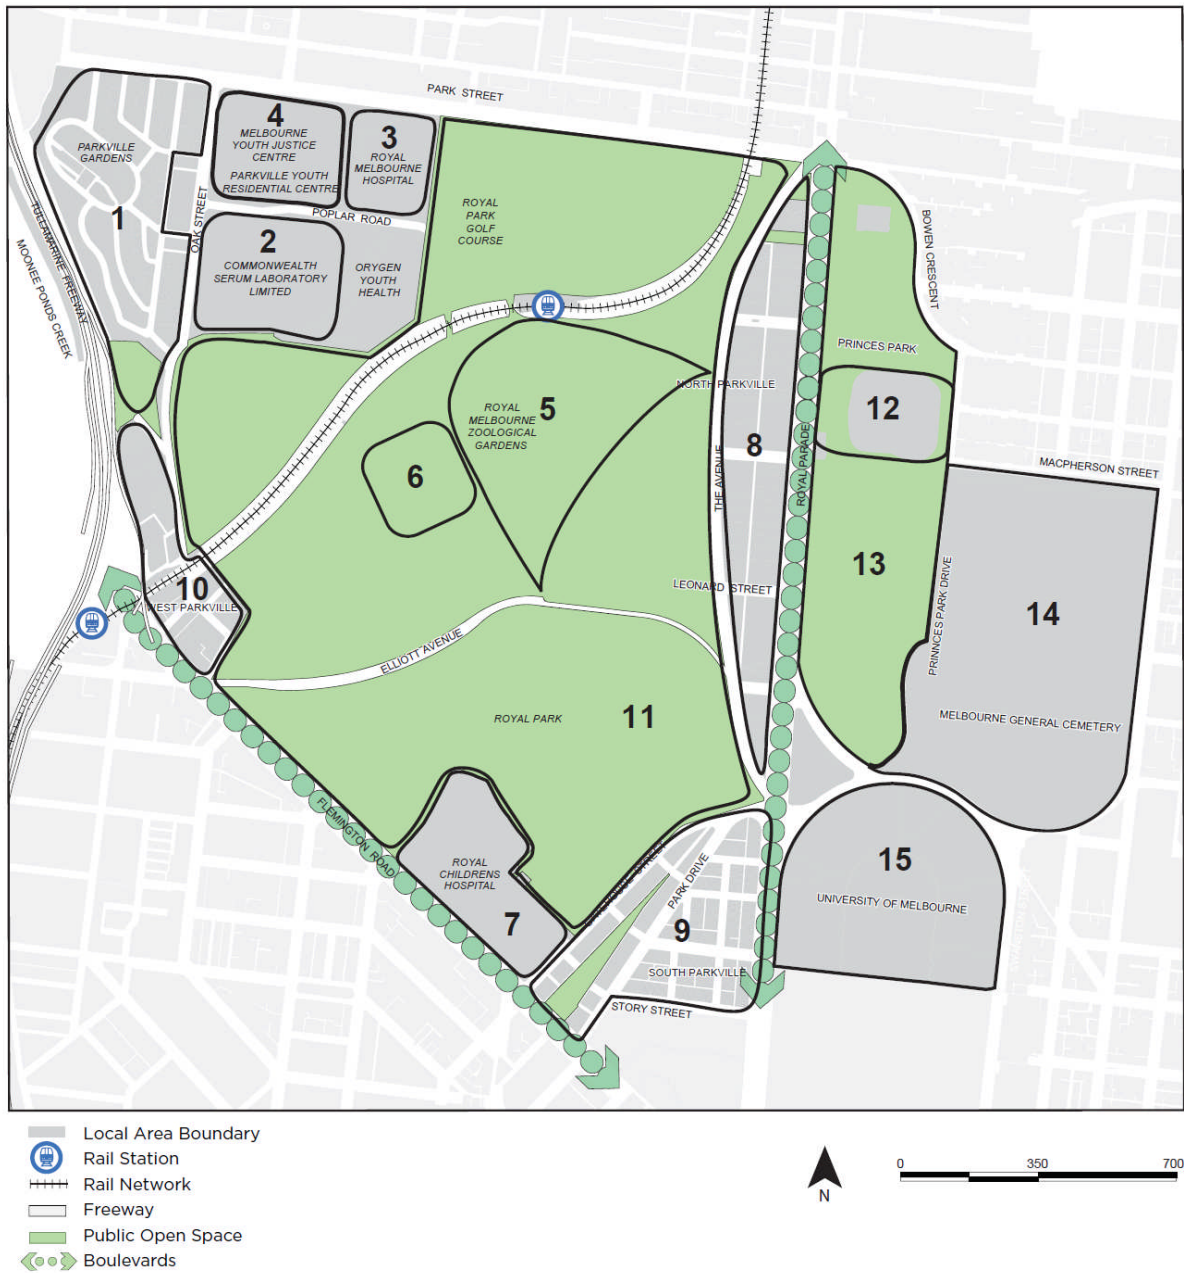 PARK STREET
4
MELBOURNE
YOUTH JUSTICE
CENTRE
PARKVILLE YOUTH
RESIDENTIAL CENTRE
3
ROYAL
MELBOURNE
HOSPITAL
PARKVILLE
GARDENS
1
OAK STREET
POPLAR ROAD
ROYAL
PARK
GOLF
COURSE
TULLAMARINE FREEWAY
MOONEE PONDS CREEK
2
COMMONWEALTH
SERUM LABORATORY
LIMITED
ORYGEN
YOUTH
HEALTH
BOWEN CRESCENT
PRINCES PARK
NORTH PARKVILLE
5
ROYAL
MELBOURNE
ZOOLOGICAL
GARDENS
12
6
8
THE AVENUE
ROYAL PARADE
MACPHERSON STREET
13
LEONARD STREET
10
WEST PARKVILLE
14
PRINNCES PARK DRIVE
ELLIOTT AVENUE
ROYAL PARK
11
MELBOURNE GENERAL CEMETERY
FLEMINGTON ROAD
ROYAL
CHILDRENS
HOSPITAL
7
STREET
PARK DRIVE
9
SOUTH PARKVILLE
STORY STREET
15
UNIVERSITY OF MELBOURNE
Local Area Boundary
Rail Station
Rail Network
Freeway
Public Open Space
Boulevards
N
0 350 700